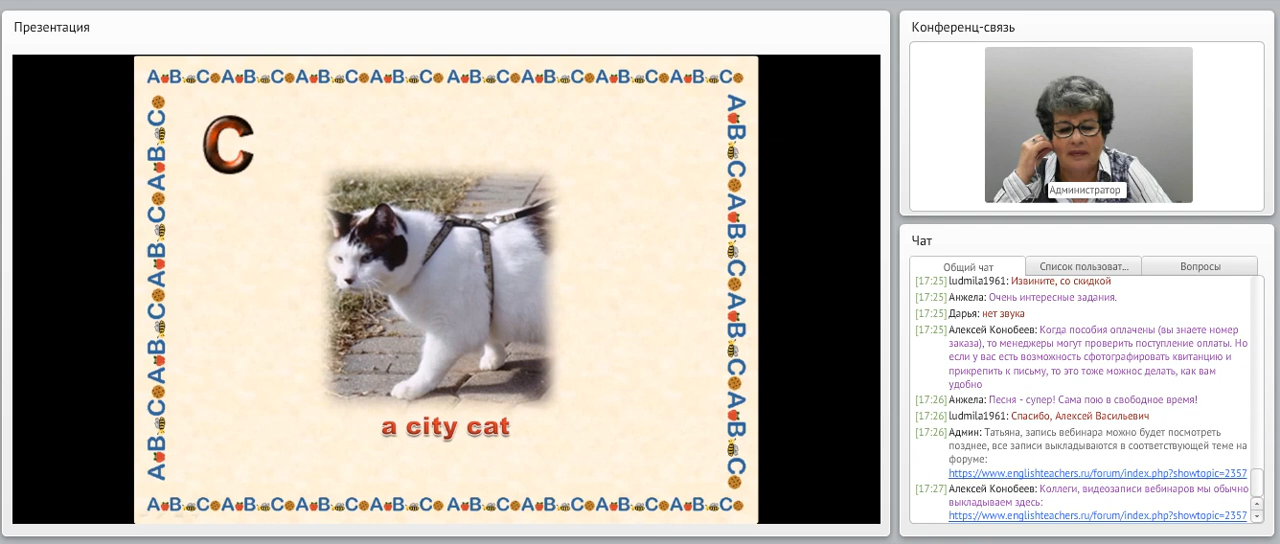 Презентация
A B C A B C A B C A B C A B C A B C A B C A B C
A B C A B C A B C A B C A B C
A B C A B C A B C A B C A B C
C
a city cat
A B C A B C A B C A B C A B C A B C A B C A B C
Конференц-связь
Администратор
Чат
Общий чат Список пользоват... Вопросы
[17:25] ludmila1961: Извините, со скидкой
[17:25] Анжела: Очень интересные задания.
[17:25] Дарья: нет звука
[17:25] Алексей Конобеев: Когда пособия оплачены (вы знаете номер
заказа), то менеджеры могут проверить поступление оплаты. Но
если у вас есть возможность сфотографировать квитанцию и
прикрепить к письму, то это тоже можнос делать, как вам
удобно
[17:26] Анжела: Песня - супер! Сама пою в свободное время!
[17:26] ludmila1961: Спасибо, Алексей Васильевич
[17:26] Админ: Татьяна, запись вебинара можно будет посмотреть
позднее, все записи выкладываются в соответствующей теме на
форуме:
https://www.englishteachers.ru/forum/index.php?showtopic=2357
[17:27] Алексей Конобеев: Коллеги, видеозаписи вебинаров мы обычно
выкладываем здесь:
https://www.englishteachers.ru/forum/index.php?showtopic=2357